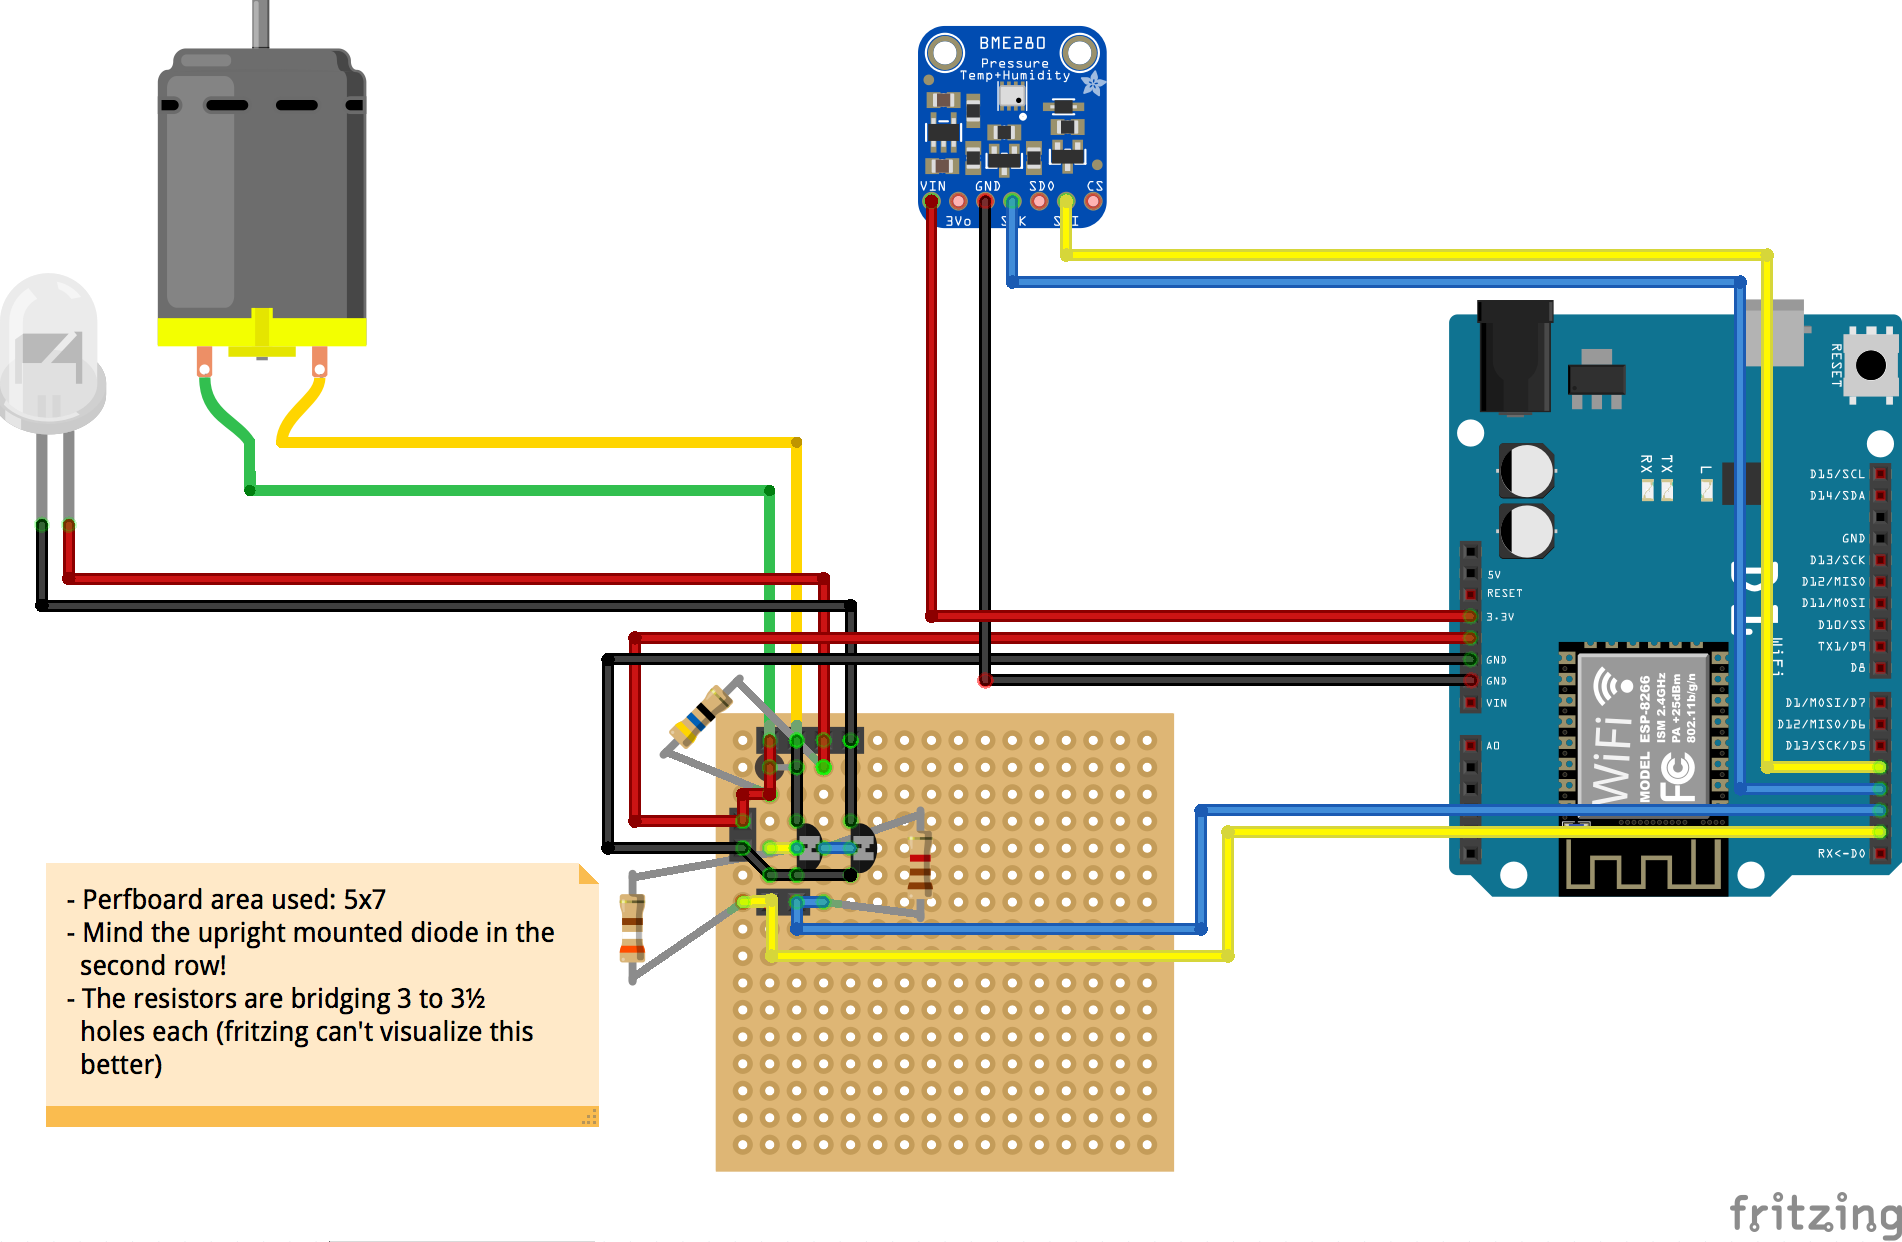 BME280
Pressure
Temp+Humidity
VIN
GND
SDO
CS
3Vo
RESET
RX
TX
L
D15/SCL
D14/SDA
GND
D13/SCK
D12/MISO
D11/MOSI
D10/SS
TX1/D9
D8
5V
RESET
3.3V
GND
GND
VIN
A0
WiFi
WiFi
MODEL ESP-8266
ISM 2.4GHz
PA +25dBm
802.11b/g/n
FC
D1/MOSI/D7
D12/MISO/D6
D13/SCK/D5
RX<-D0
- Perfboard area used: 5x7
- Mind the upright mounted diode in the
second row!
- The resistors are bridging 3 to 3½
holes each (fritzing can't visualize this
better)
fritzing